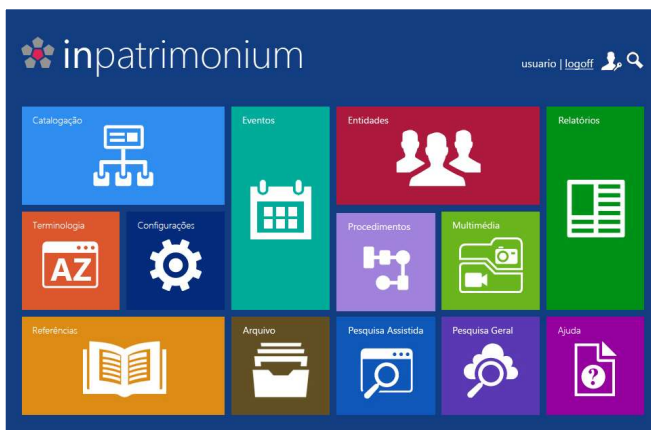 inpatrimonium
usuario | logoff
Catalogação
Eventos
Entidades
Relatórios
Terminologia
AZ
Configurações
Procedimentos
Multimédia
Referências
Arquivo
Pesquisa Assistida
Pesquisa Geral
Ajuda
?